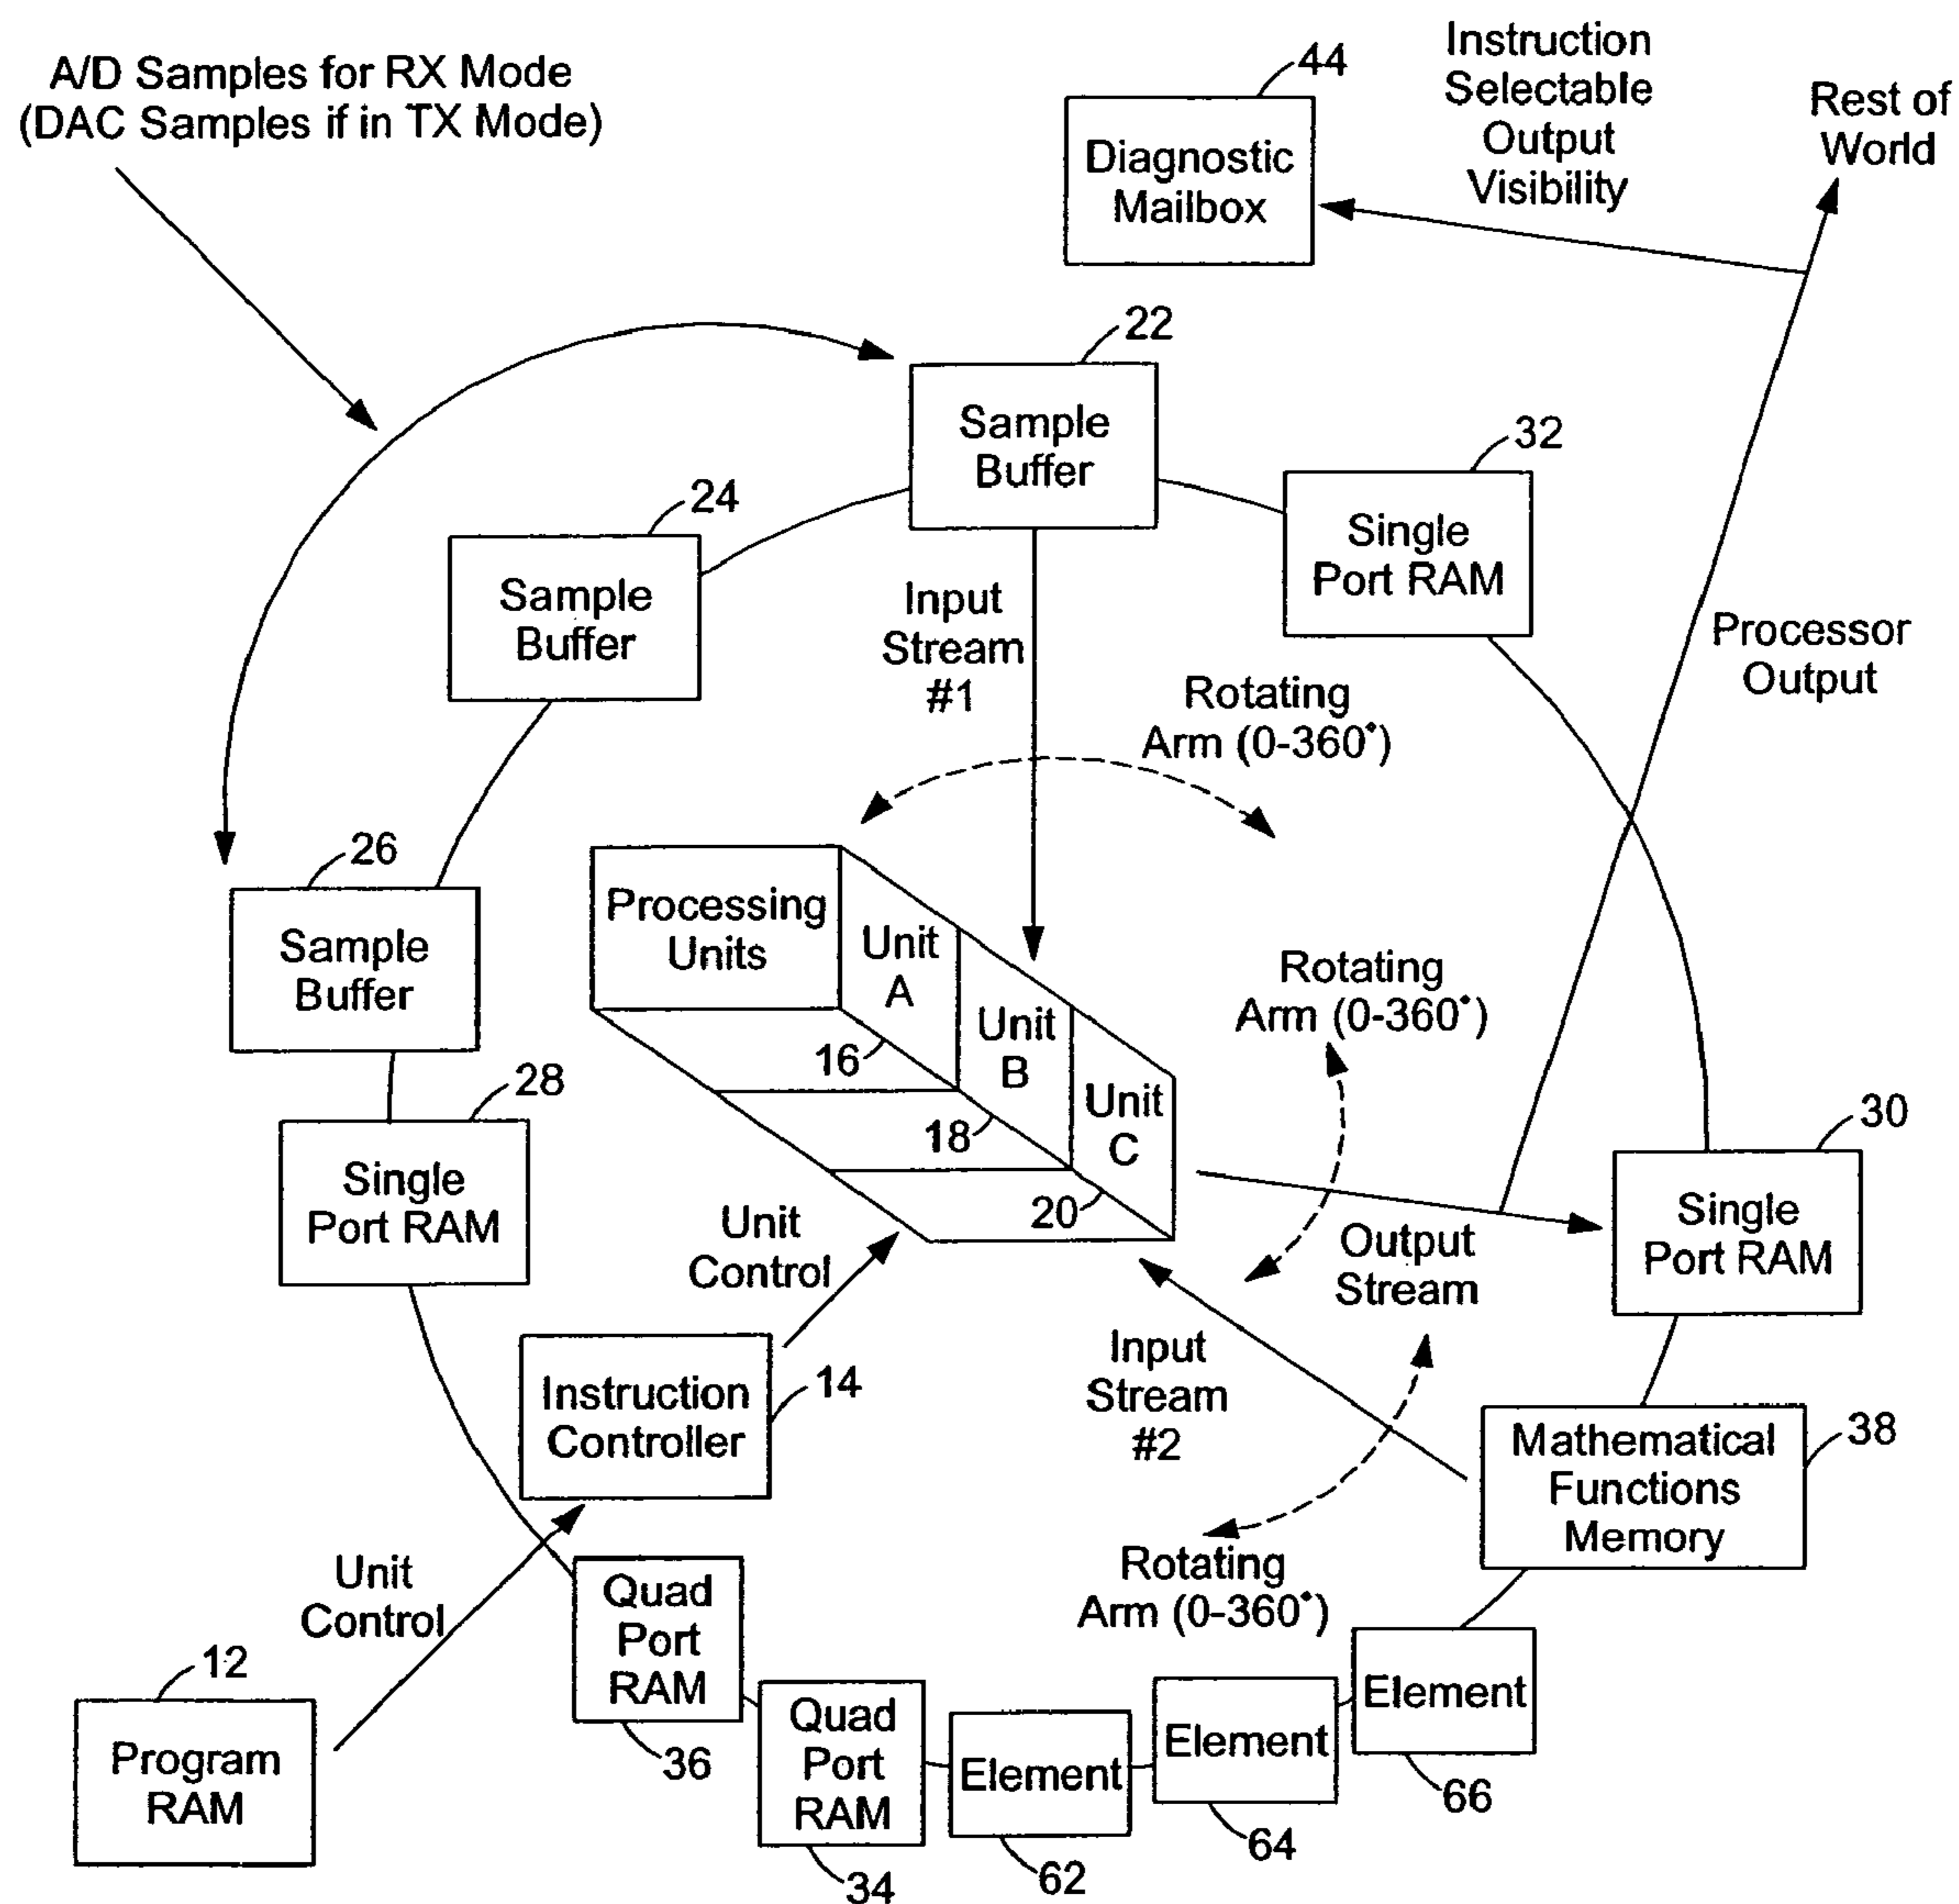 A/D Samples for RX Mode
(DAC Samples if in TX Mode)
44
Diagnostic
Mailbox
Instruction
Selectable
Output
Visibility
Rest of
World
22
Sample
Buffer
32
Single
Port RAM
24
Sample
Buffer
Input
Stream
#1
Processor
Output
Rotating
Arm (0-360°)
26
Sample
Buffer
Processing
Units
Unit
A
Unit
B
Unit
C
16
18
20
Rotating
Arm (0-360°)
28
Single
Port RAM
30
Single
Port RAM
Unit
Control
Output
Stream
Instruction
Controller
14
Input
Stream
#2
Mathematical
Functions
Memory
38
Unit
Control
Rotating
Arm (0-360°)
12
Program
RAM
Quad
Port
RAM
36
Quad
Port
RAM
34
Element
62
Element
64
Element
66